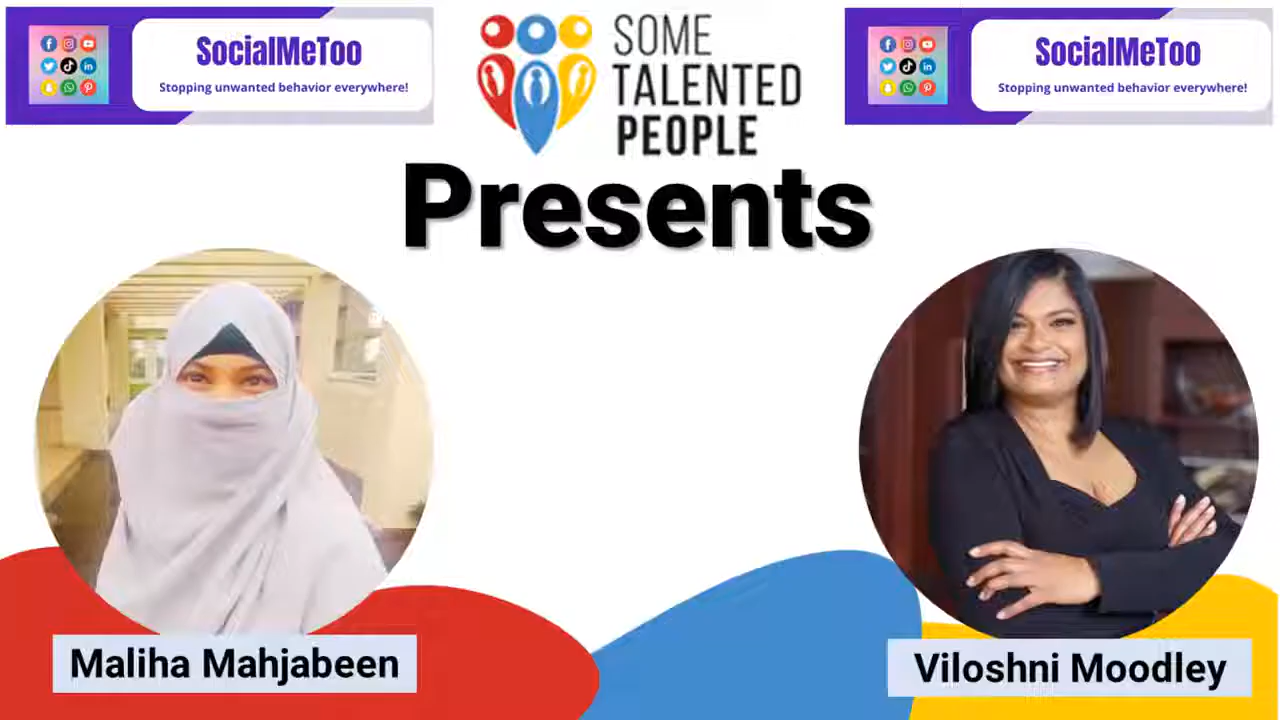 SocialMeToo
Stopping unwanted behavior everywhere!
SOME
TALENTED
PEOPLE
SocialMeToo
Stopping unwanted behavior everywhere!
Presents
Maliha Mahjabeen
Viloshni Moodley